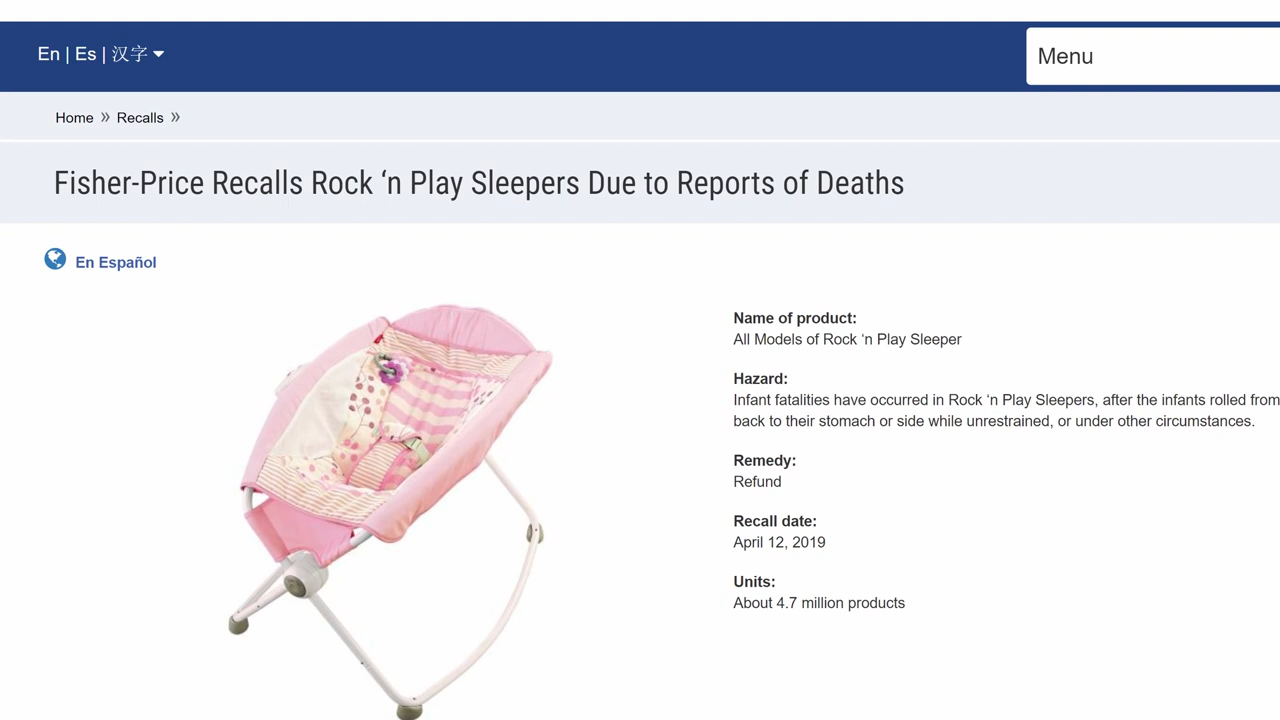 En | Es | 汉字
Menu
Home » Recalls »
Fisher-Price Recalls Rock ‘n Play Sleepers Due to Reports of Deaths
En Español
Name of product:
All Models of Rock ‘n Play Sleeper
Hazard:
Infant fatalities have occurred in Rock ‘n Play Sleepers, after the infants rolled from
back to their stomach or side while unrestrained, or under other circumstances.
Remedy:
Refund
Recall date:
April 12, 2019
Units:
About 4.7 million products